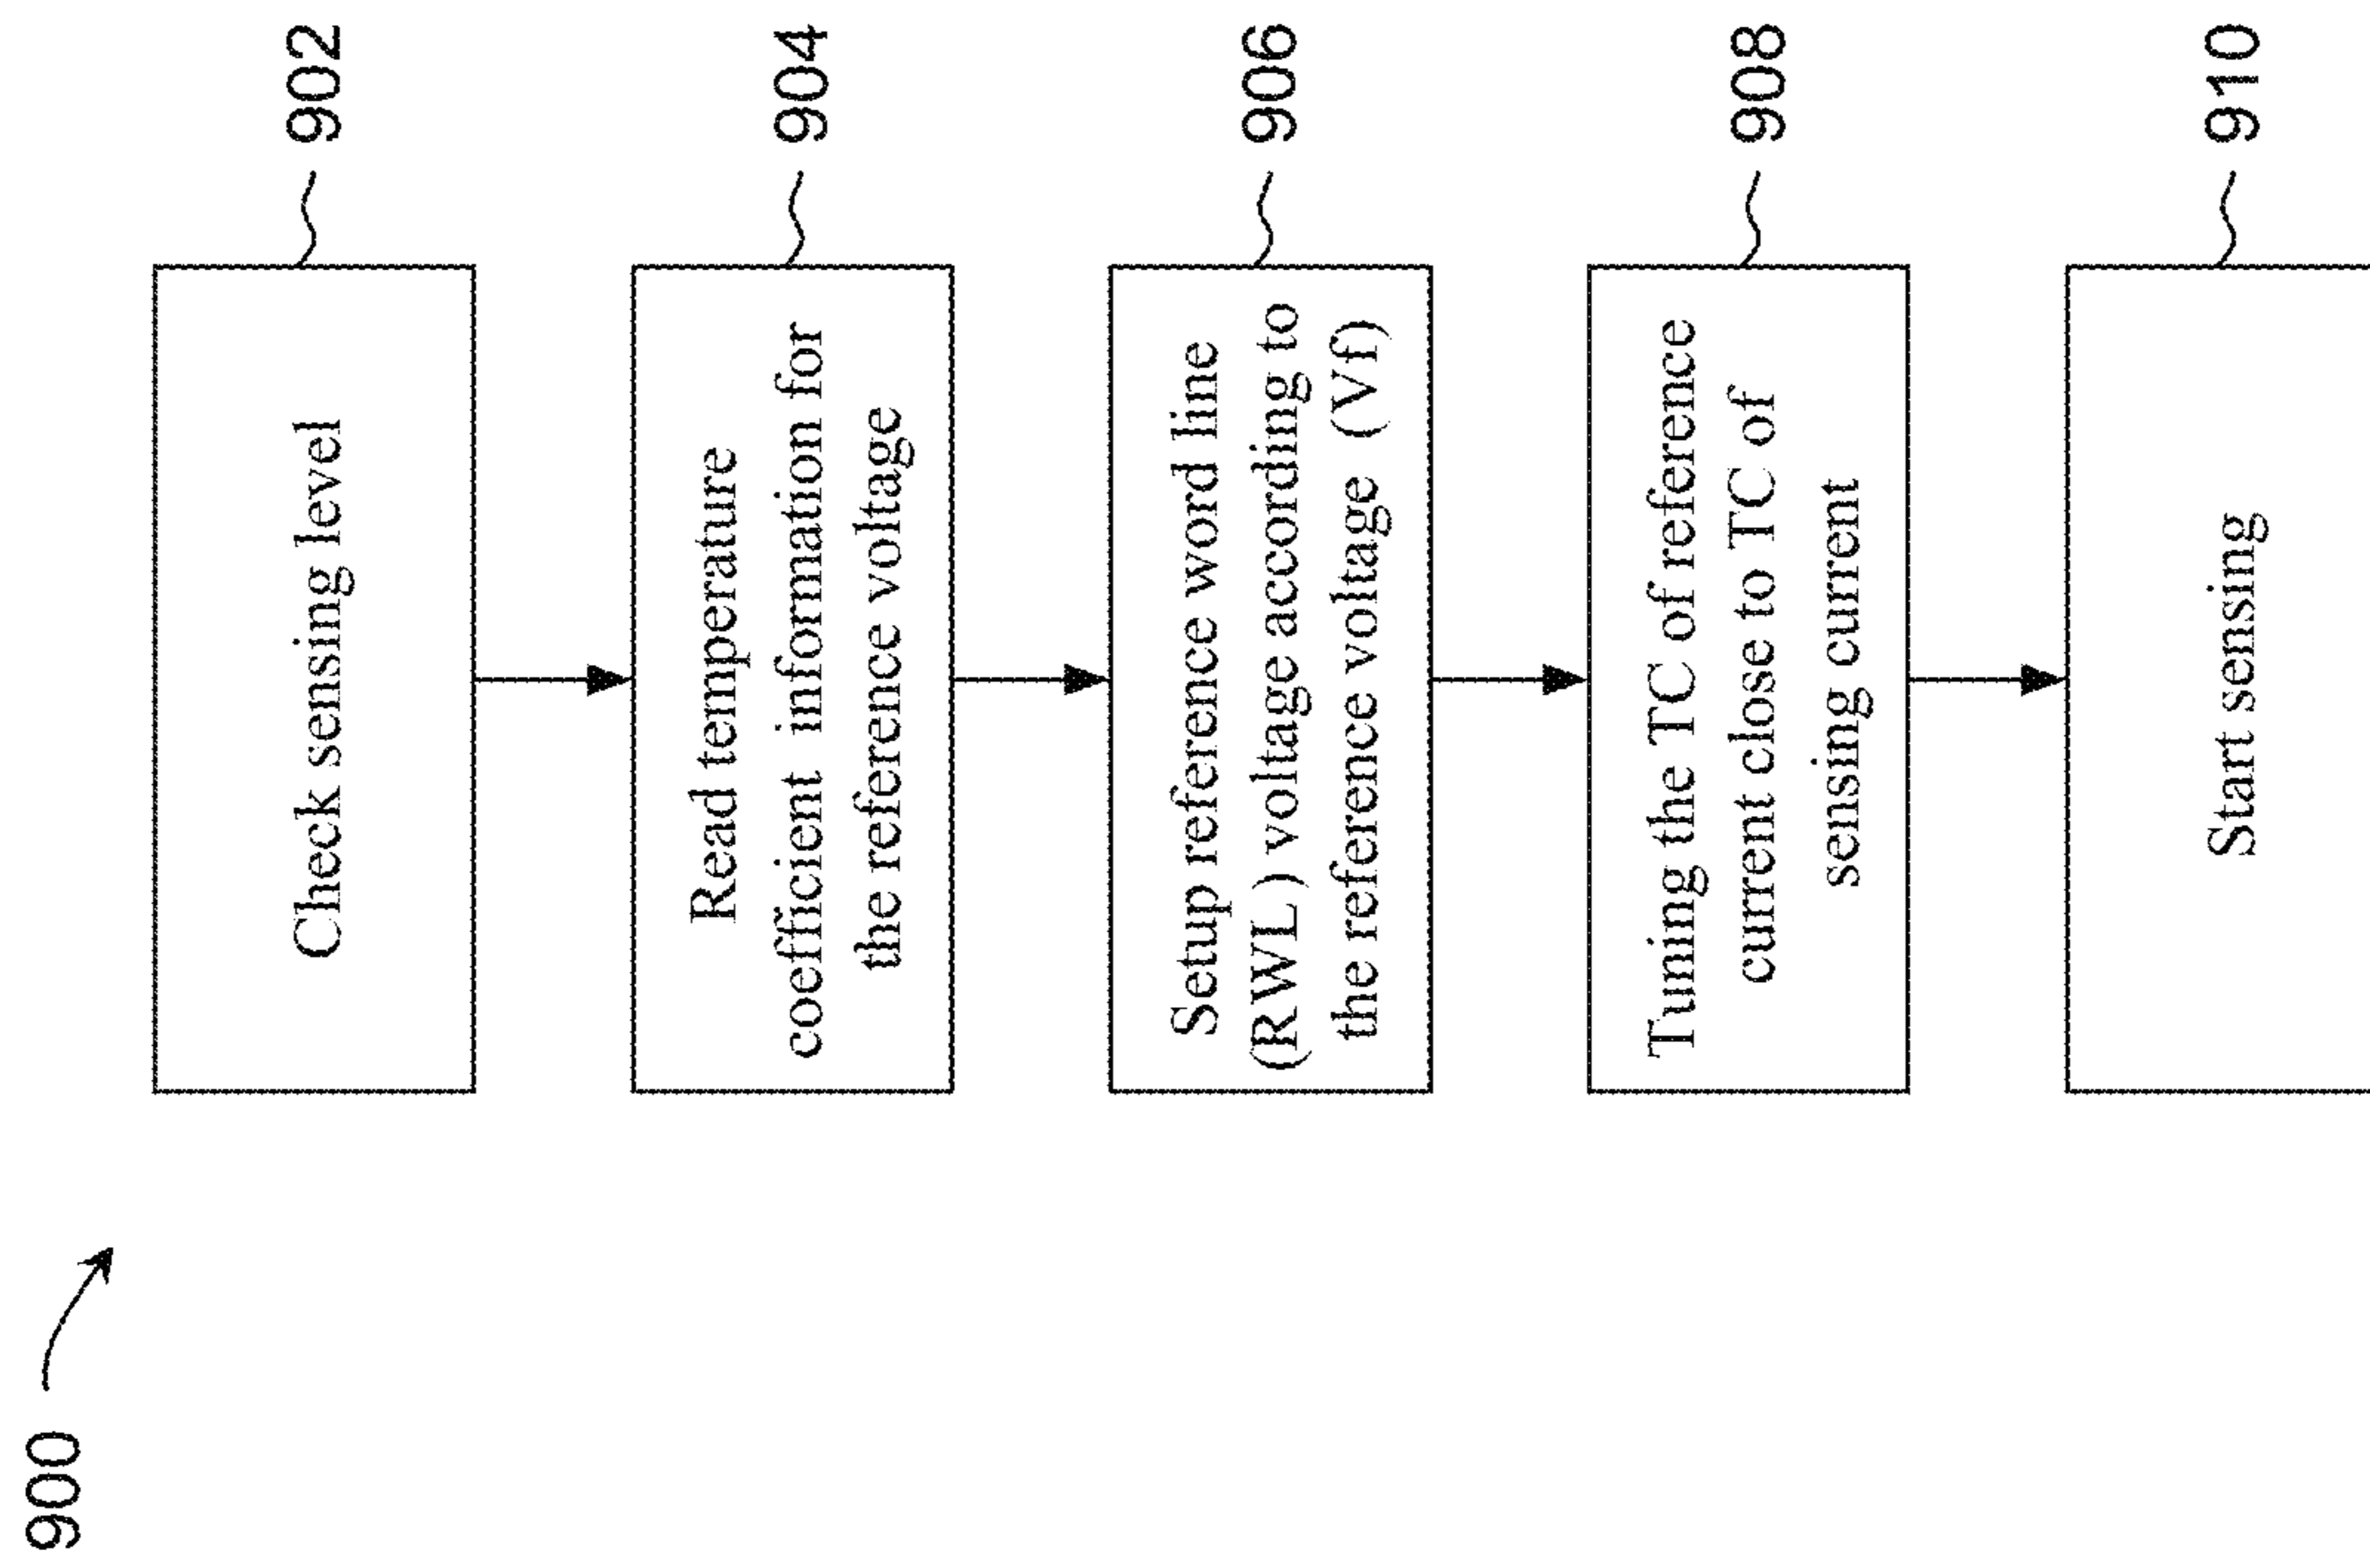 900
Check sensing level
902
Read temperature
coefficient information for
the reference voltage
904
Setup reference word line
(RWL) voltage according to
the reference voltage (Vf)
906
Tuning the TC of reference
current close to TC of
sensing current
908
Start sensing
910